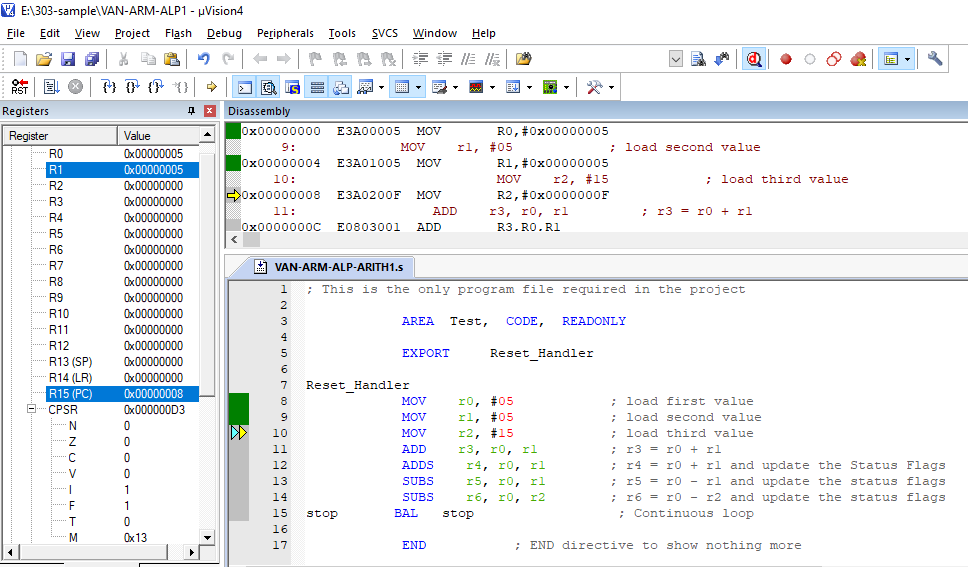 E:\303-sample\VAN-ARM-ALP1 - µVision4
File Edit View Project Flash Debug Peripherals Tools SVCS Window Help
Registers
Register Value
R0 0x00000005
R1 0x00000005
R2 0x00000000
R3 0x00000000
R4 0x00000000
R5 0x00000000
R6 0x00000000
R7 0x00000000
R8 0x00000000
R9 0x00000000
R10 0x00000000
R11 0x00000000
R12 0x00000000
R13 (SP) 0x00000000
R14 (LR) 0x00000000
R15 (PC) 0x00000008
CPSR 0x000000D3
N 0
Z 0
C 0
V 0
I 1
F 1
T 0
M 0x13
Disassembly
0x00000000 E3A00005 MOV R0,#0x00000005
9: MOV r1, #05 ; load second value
0x00000004 E3A01005 MOV R1,#0x00000005
10: MOV r2, #15 ; load third value
0x00000008 E3A0200F MOV R2,#0x0000000F
11: ADD r3, r0, r1 ; r3 = r0 + r1
0x0000000C E0803001 ADD R3,R0,R1
VAN-ARM-ALP-ARITH1.s
1 ; This is the only program file required in the project
2
3 AREA Test, CODE, READONLY
4
5 EXPORT Reset_Handler
6
7 Reset_Handler
8 MOV r0, #05 ; load first value
9 MOV r1, #05 ; load second value
10 MOV r2, #15 ; load third value
11 ADD r3, r0, r1 ; r3 = r0 + r1
12 ADDS r4, r0, r1 ; r4 = r0 + r1 and update the Status Flags
13 SUBS r5, r0, r1 ; r5 = r0 - r1 and update the status flags
14 SUBS r6, r0, r2 ; r6 = r0 - r2 and update the status flags
15 stop BAL stop ; Continuous loop
16
17 END ; END directive to show nothing more